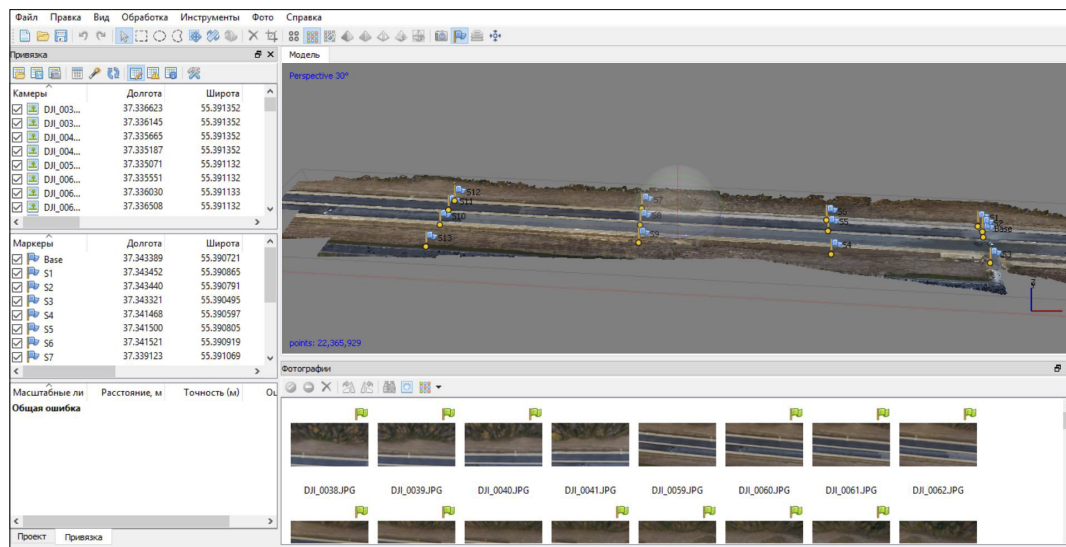 Файл Правка Вид Обработка Инструменты Фото Справка
Привязка
Модель
Perspective 30°
Камеры Долгота Широта
DJI_003... 37.336623 55.391352
DJI_003... 37.336145 55.391352
DJI_004... 37.335665 55.391352
DJI_004... 37.335187 55.391352
DJI_005... 37.335071 55.391132
DJI_006... 37.335551 55.391132
DJI_006... 37.336030 55.391133
DJI_006... 37.336508 55.391132
Маркеры Долгота Широта
Base 37.343389 55.390721
S1 37.343452 55.390865
S2 37.343440 55.390791
S3 37.343321 55.390495
S4 37.341468 55.390597
S5 37.341500 55.390805
S6 37.341521 55.390919
S7 37.339123 55.391069
S12
S11
S10
S13
S7
S9
S6
S5
S4
S1
Base
points: 22,365,929
Масштабные ли Расстояние, м Точность (м) Оц
Общая ошибка
Фотографии
DJI_0038.JPG DJI_0039.JPG DJI_0040.JPG DJI_0041.JPG DJI_0059.JPG DJI_0060.JPG DJI_0061.JPG DJI_0062.JPG
Проект Привязка